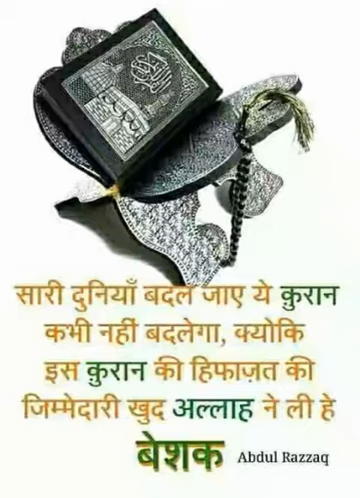 सारी दुनियाँ बदल जाए ये क़ुरान
कभी नहीं बदलेगा, क्योकि
इस क़ुरान की हिफाज़त की
जिम्मेदारी खुद अल्लाह ने ली हे
बेशक Abdul Razzaq